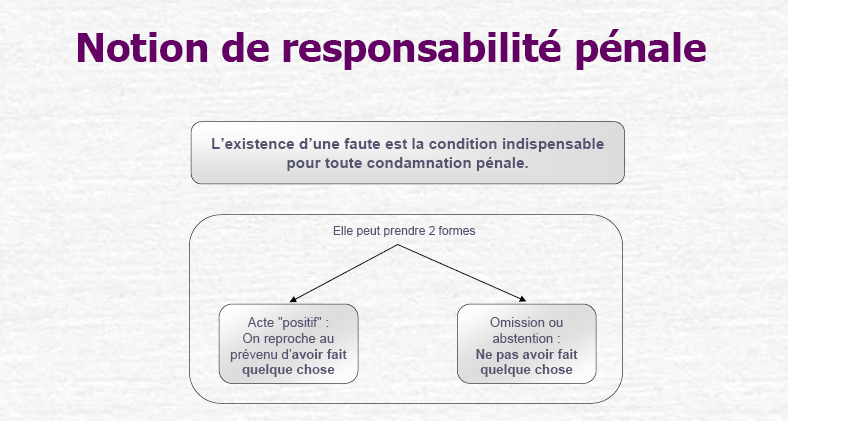 Notion de responsabilité pénale
L’existence d’une faute est la condition indispensable
pour toute condamnation pénale.
Elle peut prendre 2 formes
Acte "positif" :
On reproche au
prévenu d’avoir fait
quelque chose
Omission ou
abstention :
Ne pas avoir fait
quelque chose